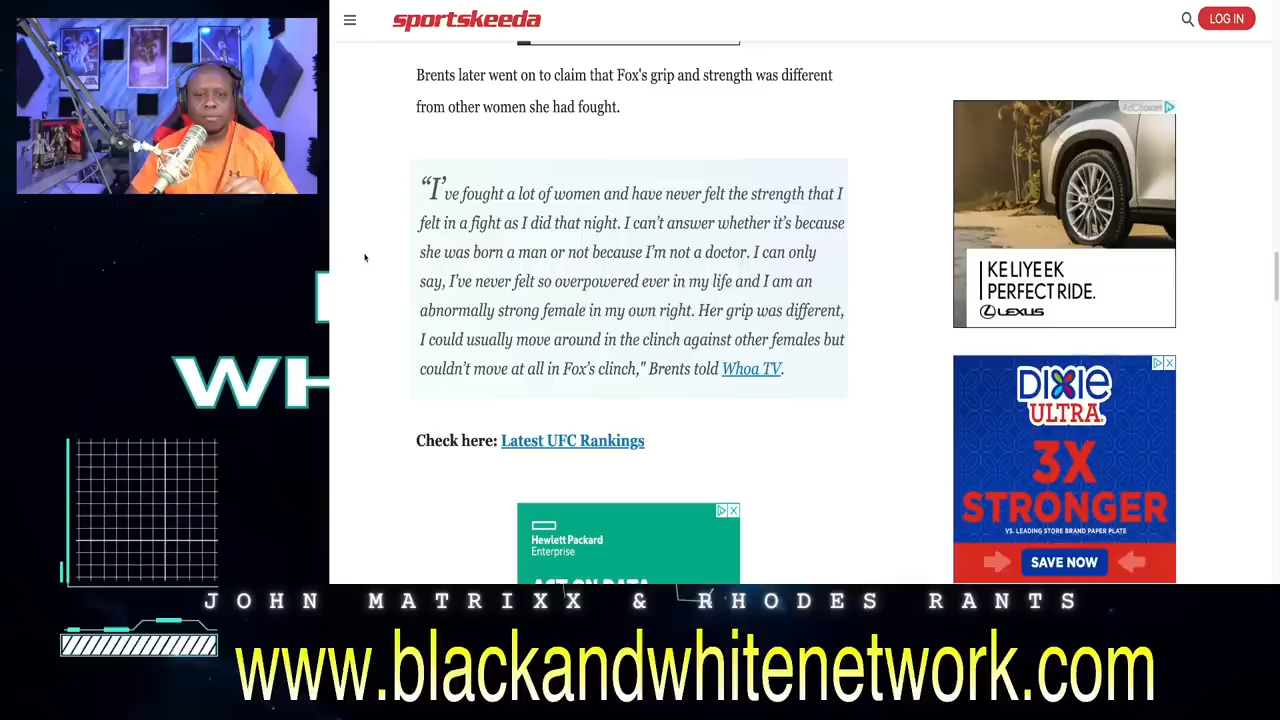 sportskeeda
LOG IN
Brents later went on to claim that Fox's grip and strength was different
from other women she had fought.
“I’ve fought a lot of women and have never felt the strength that I
felt in a fight as I did that night. I can’t answer whether it’s because
she was born a man or not because I’m not a doctor. I can only
say, I’ve never felt so overpowered ever in my life and I am an
abnormally strong female in my own right. Her grip was different,
I could usually move around in the clinch against other females but
couldn’t move at all in Fox’s clinch," Brents told Whoa TV.
Check here: Latest UFC Rankings
Hewlett Packard
Enterprise
AdChoices
KE LIYE EK
PERFECT RIDE.
LEXUS
DIXIE
ULTRA.
3X
STRONGER
VS. LEADING STORE BRAND PAPER PLATE
SAVE NOW
WH
JOHN MATRIXX & RHODES RANTS
www.blackandwhitenetwork.com